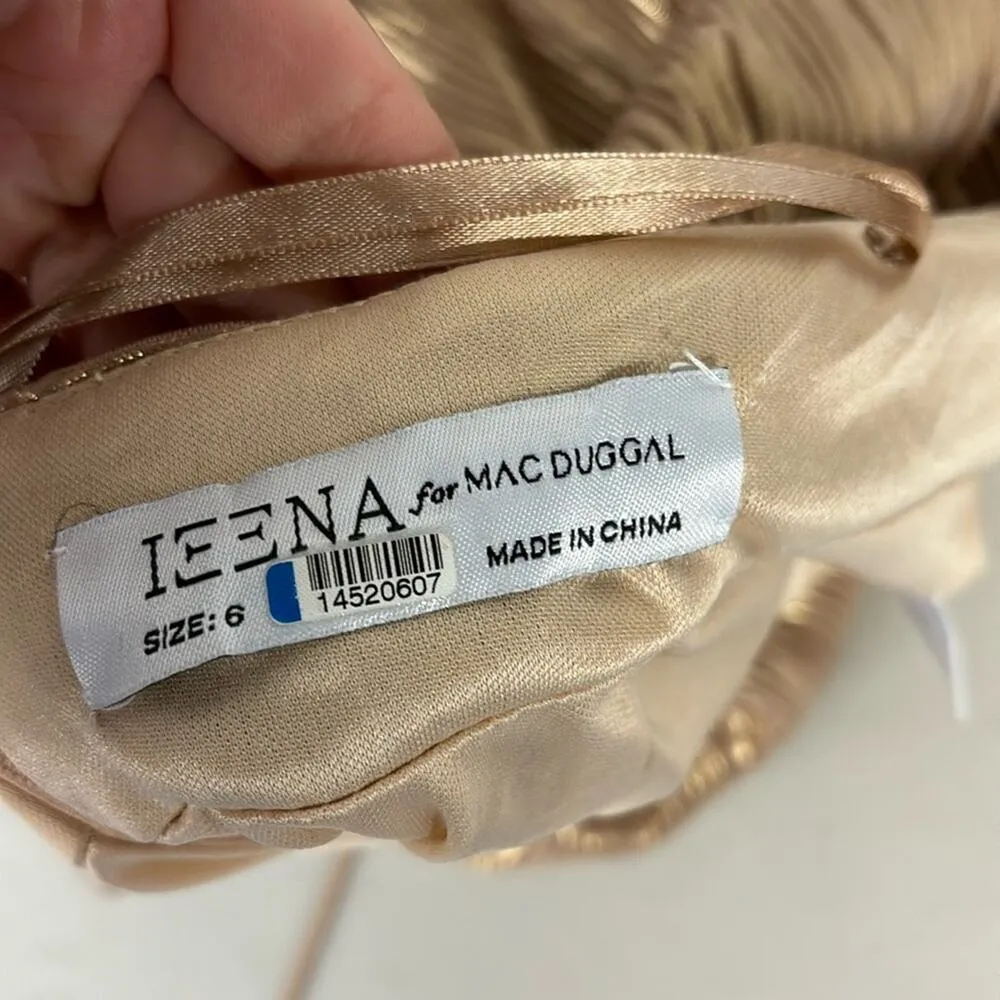 IEENA for MAC DUGGAL
MADE IN CHINA
SIZE: 6
14520607